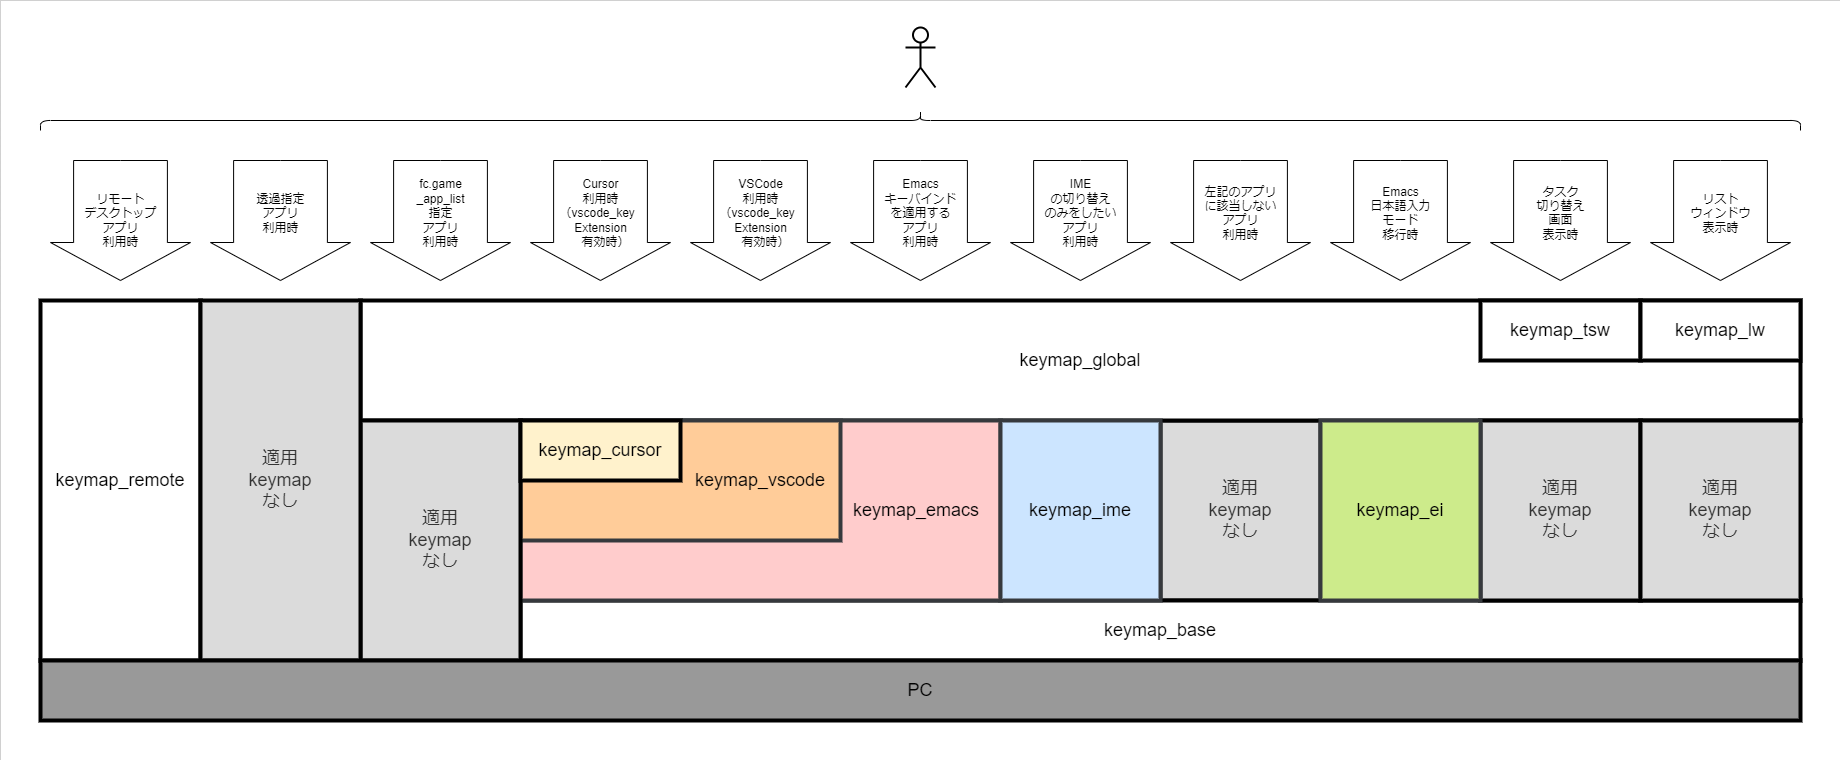 リモート
デスクトップ
アプリ
利用時
透過指定
アプリ
利用時
fc.game
_app_list
指定
アプリ
利用時
Cursor
利用時
（vscode_key
Extension
有効時）
VSCode
利用時
（vscode_key
Extension
有効時）
Emacs
キーバインド
を適用する
アプリ
利用時
IME
の切り替え
のみをしたい
アプリ
利用時
左記のアプリ
に該当しない
アプリ
利用時
Emacs
日本語入力
モード
移行時
タスク
切り替え
画面
表示時
リスト
ウィンドウ
表示時
keymap_tsw
keymap_lw
keymap_global
keymap_remote
適用
keymap
なし
適用
keymap
なし
keymap_cursor
keymap_vscode
keymap_emacs
keymap_ime
適用
keymap
なし
keymap_ei
適用
keymap
なし
適用
keymap
なし
keymap_base
PC